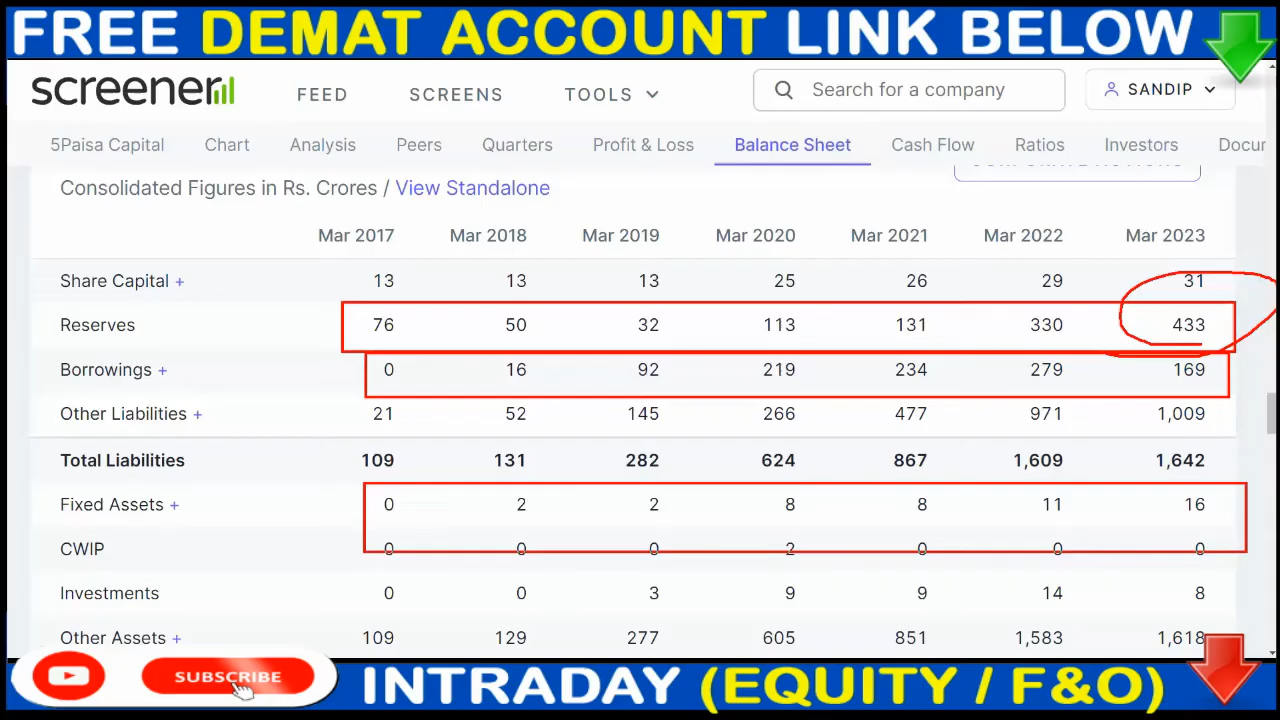 FREE DEMAT ACCOUNT LINK BELOW
screener FEED SCREENS TOOLS Search for a company SANDIP
5Paisa Capital Chart Analysis Peers Quarters Profit & Loss Balance Sheet Cash Flow Ratios Investors Docur
Consolidated Figures in Rs. Crores / View Standalone
Mar 2017 Mar 2018 Mar 2019 Mar 2020 Mar 2021 Mar 2022 Mar 2023
Share Capital + 13 13 13 25 26 29 31
Reserves 76 50 32 113 131 330 433
Borrowings + 0 16 92 219 234 279 169
Other Liabilities + 21 52 145 266 477 971 1,009
Total Liabilities 109 131 282 624 867 1,609 1,642
Fixed Assets + 0 2 2 8 8 11 16
CWIP 0 0 0 2 0 0 0
Investments 0 0 3 9 9 14 8
Other Assets + 109 129 277 605 851 1,583 1,618
SUBSCRIBE
INTRADAY (EQUITY / F&O)